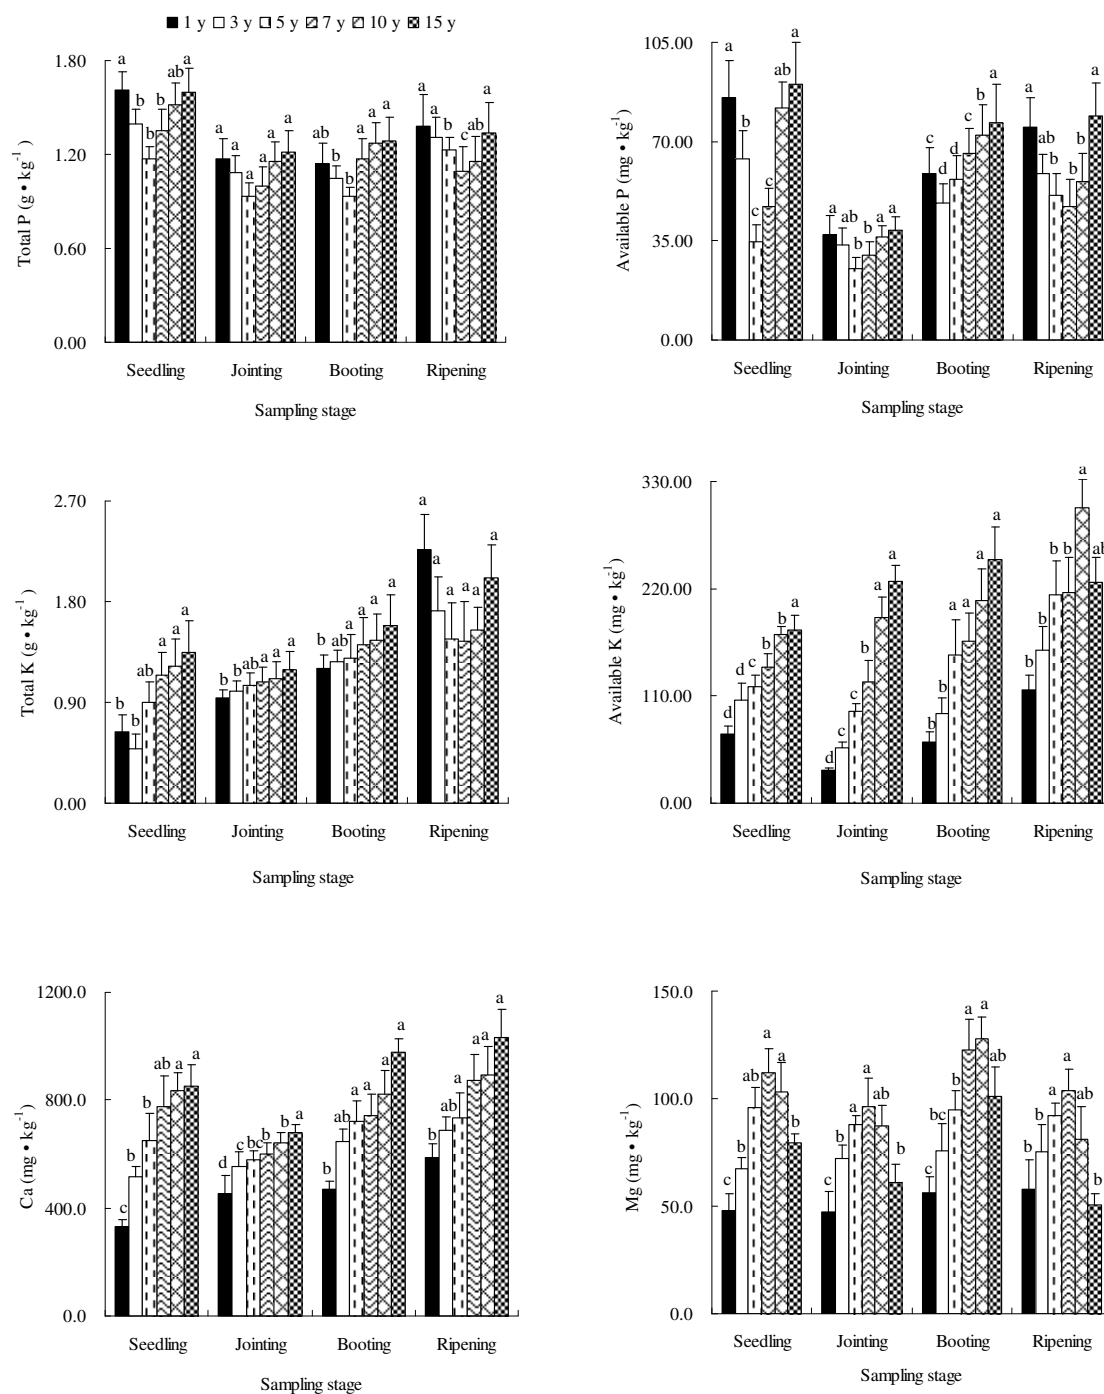 1 y 3 y 5 y 7 y 10 y 15 y
Total P (g • kg-1 )
1.80
1.20
0.60
0.00
a b b b ab a
a a a a a a
ab b b a a a
a a b c ab a
Seedling Jointing Booting Ripening
Sampling stage
Available P (mg • kg-1)
105.00
70.00
35.00
0.00
a b c c ab a
a ab b b a a
c d d b b a
a ab b b b a
Seedling Jointing Booting Ripening
Sampling stage
Total K (g • kg-1 )
2.70
1.80
0.90
0.00
b b ab a a a
b b ab a a a
b ab b a a a
a a a a a a
Seedling Jointing Booting Ripening
Sampling stage
Available K (mg • kg-1)
330.00
220.00
110.00
0.00
d d c b b a
d c c b b a
b b a a a a
b b b b a ab
Seedling Jointing Booting Ripening
Sampling stage
Ca (mg • kg-1 )
1200.0
800.0
400.0
0.0
c b b ab a a
d c bc b b a
b ab a a a a
b ab a a a a
Seedling Jointing Booting Ripening
Sampling stage
Mg (mg • kg-1 )
150.0
100.0
50.0
0.0
c b ab a a b
c b a a ab b
c bc b a a ab
b b b a ab b
Seedling Jointing Booting Ripening
Sampling stage